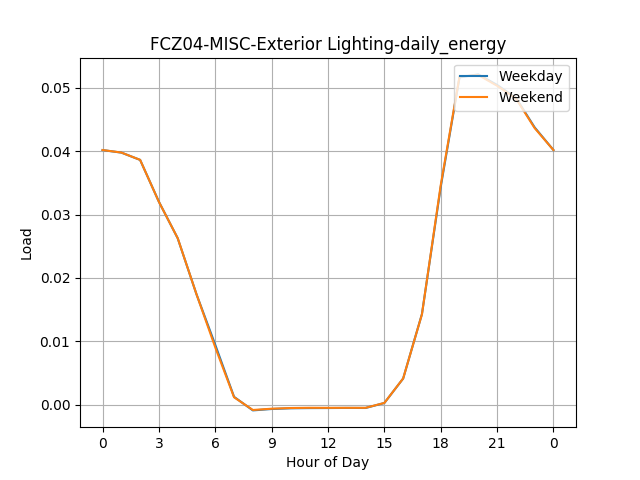 FCZ04-MISC-Exterior Lighting-daily_energy
Weekday
Weekend
0.05
0.04
0.03
0.02
0.01
0.00
Load
0 3 6 9 12 15 18 21 0
Hour of Day